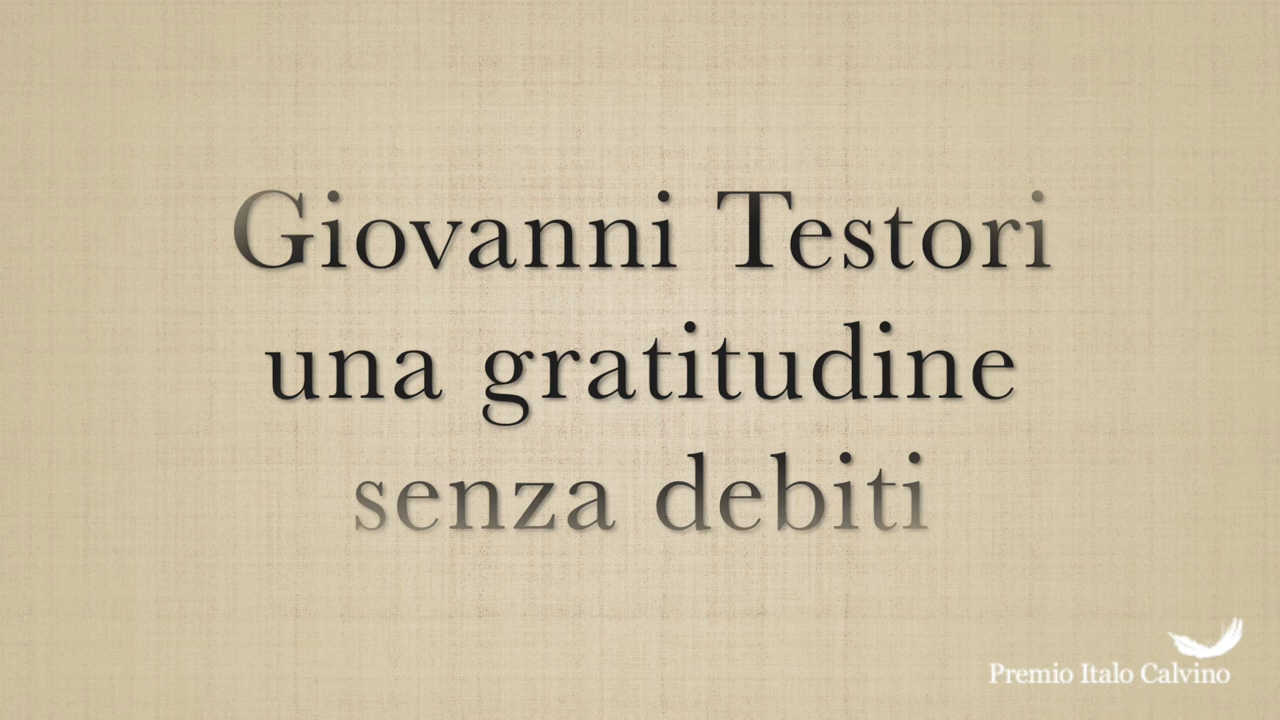 Giovanni Testori
una gratitudine
senza debiti
Premio Italo Calvino